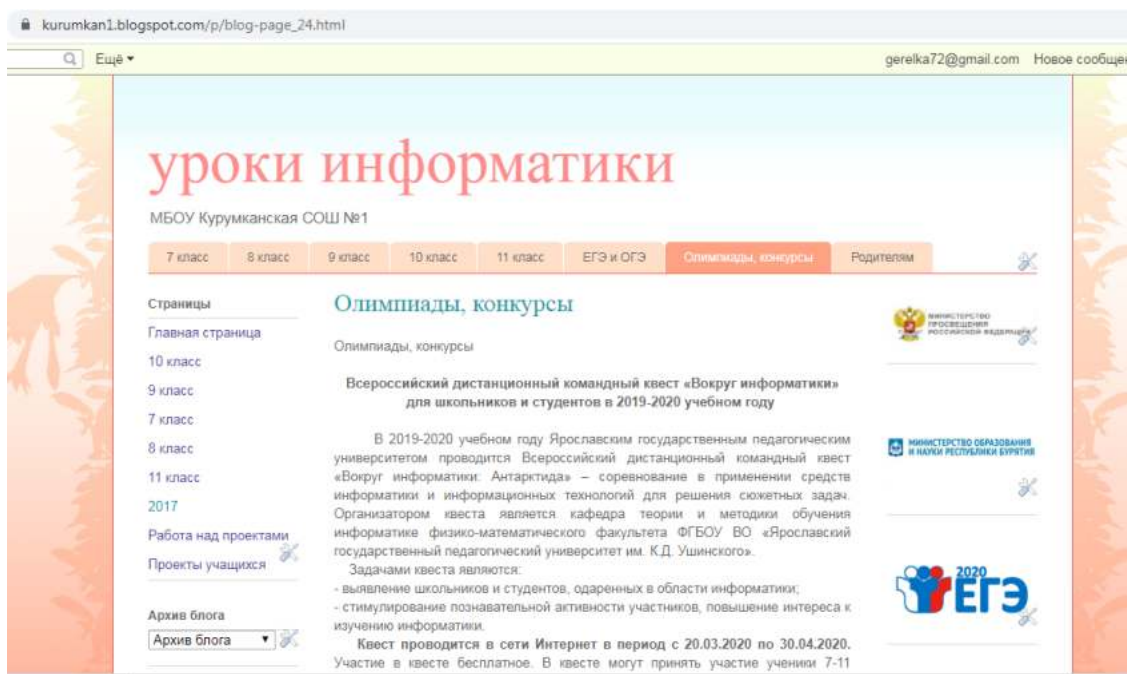 kurumkan1.blogspot.com/p/blog-page_24.html
Ещё
gerelka72@gmail.com Новое сообщен
уроки информатики
МБОУ Курумканская СОШ №1
7 класс 8 класс 9 класс 10 класс 11 класс ЕГЭ и ОГЭ Олимпиады, конкурсы Родителям
Страницы
Главная страница
10 класс
9 класс
7 класс
8 класс
11 класс
2017
Работа над проектами
Проекты учащихся
Архив блога
Архив блога
Олимпиады, конкурсы
Олимпиады, конкурсы
Всероссийский дистанционный командный квест «Вокруг информатики»
для школьников и студентов в 2019-2020 учебном году
В 2019-2020 учебном году Ярославским государственным педагогическим
университетом проводится Всероссийский дистанционный командный квест
«Вокруг информатики: Антарктида» – соревнование в применении средств
информатики и информационных технологий для решения сюжетных задач.
Организатором квеста является кафедра теории и методики обучения
информатике физико-математического факультета ФГБОУ ВО «Ярославский
государственный педагогический университет им. К.Д. Ушинского».
Задачами квеста являются:
- выявление школьников и студентов, одаренных в области информатики;
- стимулирование познавательной активности участников, повышение интереса к
изучению информатики.
Квест проводится в сети Интернет в период с 20.03.2020 по 30.04.2020.
Участие в квесте бесплатное. В квесте могут принять участие ученики 7-11
МИНИСТЕРСТВО
ПРОСВЕЩЕНИЯ
РОССИЙСКОЙ ФЕДЕРАЦИИ
МИНИСТЕРСТВО ОБРАЗОВАНИЯ
И НАУКИ РЕСПУБЛИКИ БУРЯТИЯ
2020
ЕГЭ